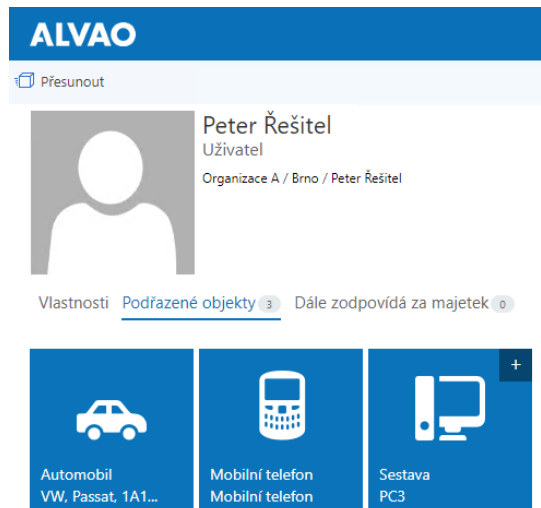 ALVAO
Přesunout
Peter Řešitel
Uživatel
Organizace A / Brno / Peter Řešitel
Vlastnosti Podřazené objekty 3 Dále zodpovídá za majetek 0
+
Automobil Mobilní telefon Sestava
VW, Passat, 1A1... Mobilní telefon PC3